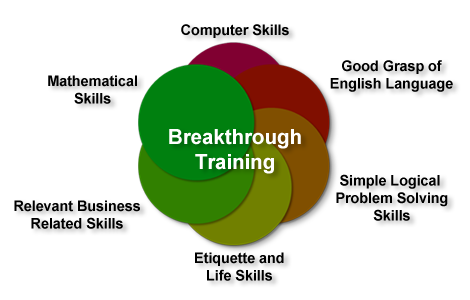 Computer Skills
Good Grasp of
English Language
Mathematical
Skills
Breakthrough
Training
Simple Logical
Problem Solving
Skills
Relevant Business
Related Skills
Etiquette and
Life Skills